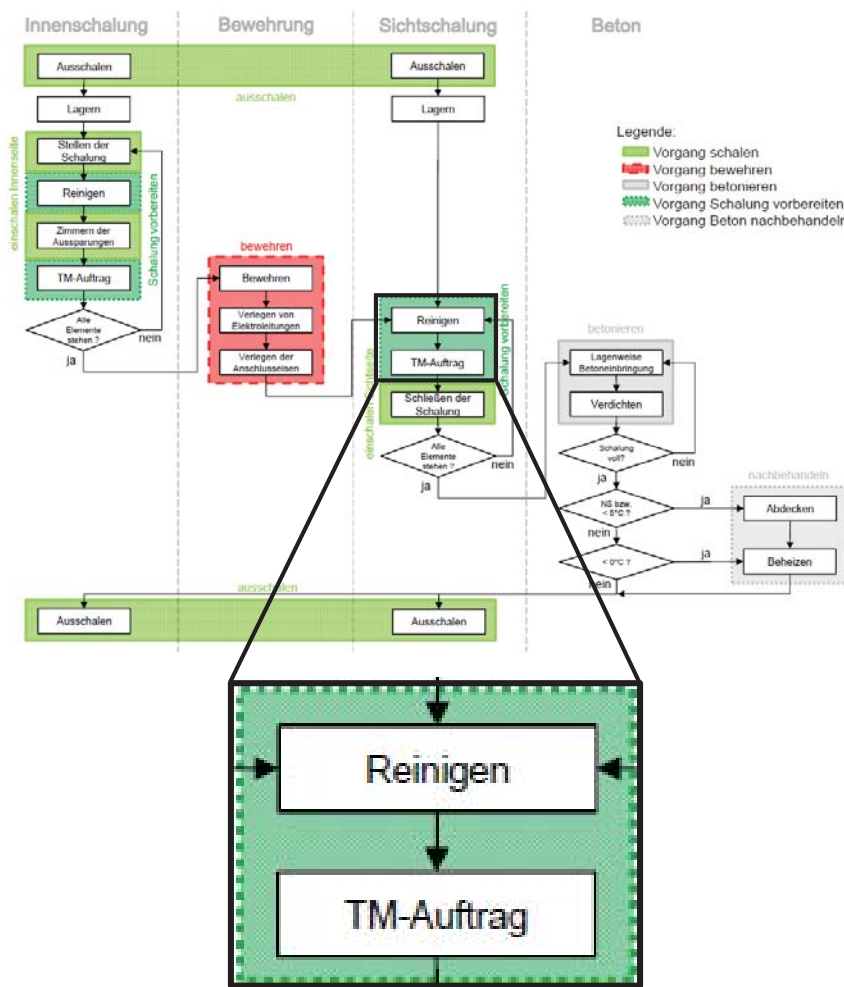 Innenschalung
Bewehrung
Sichtschalung
Beton
Ausschalen
Ausschalen
ausschalen
Lagern
Lagern
Legende:
Vorgang schalen
Vorgang bewehren
Vorgang betonieren
Vorgang Schalung vorbereiten
Vorgang Beton nachbehandeln
einschalen Innenseite
Schalung vorbereiten
Stellen der
Schalung
Reinigen
Zimmern der
Aussparungen
TM-Auftrag
Alle
Elemente
stehen ?
nein
ja
bewehren
Bewehren
Verlegen von
Elektroleitungen
Verlegen der
Anschlusseisen
einschalen Sichtseite
Schalung vorbereiten
Reinigen
TM-Auftrag
Schließen der
Schalung
Alle
Elemente
stehen ?
nein
ja
betonieren
Lagenweise
Betoneinbringung
Verdichten
Schalung
voll?
nein
ja
NS bzw.
< 5°C ?
ja
nein
< 0°C ?
ja
nein
nachbehandeln
Abdecken
Beheizen
ausschalen
Ausschalen
Ausschalen
Reinigen
TM-Auftrag